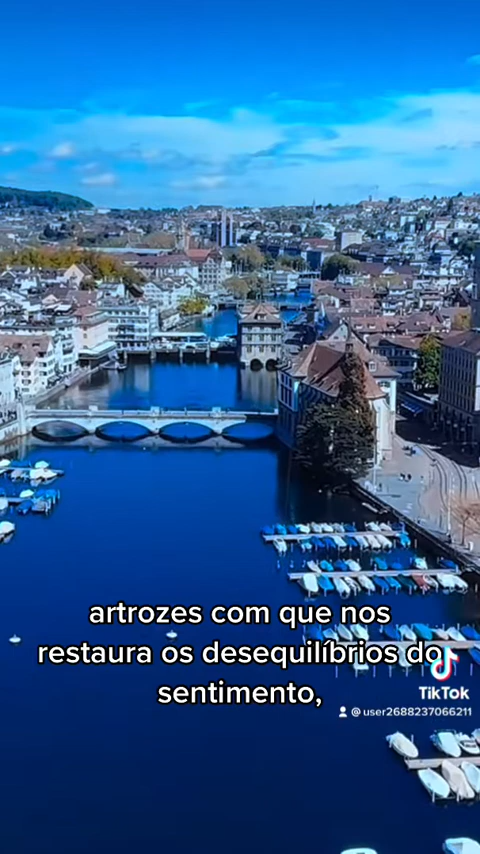 artrozes com que nos
restaura os desequilíbrios do
sentimento,
TikTok
@user2688237066211